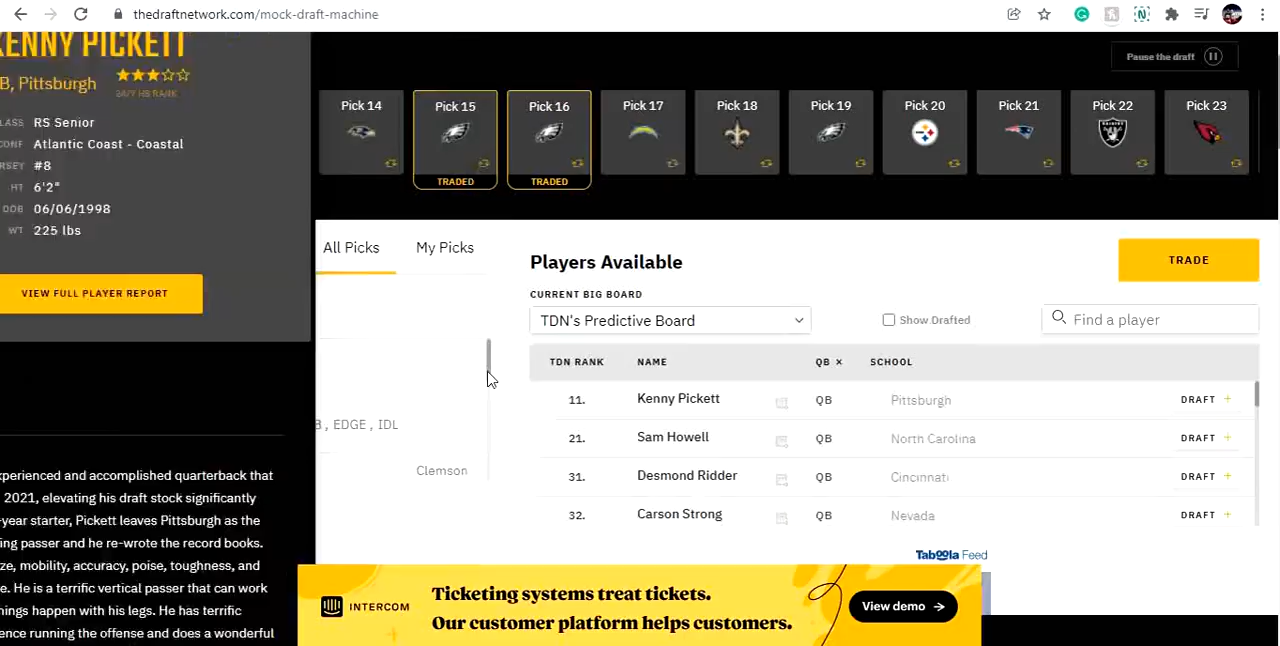 thedraftnetwork.com/mock-draft-machine
KENNY PICKETT
B, Pittsburgh
24/7 HS RANK
CLASS RS Senior
CONF Atlantic Coast - Coastal
JERSEY #8
HT 6'2"
DOB 06/06/1998
WT 225 lbs
VIEW FULL PLAYER REPORT
xperienced and accomplished quarterback that
2021, elevating his draft stock significantly
-year starter, Pickett leaves Pittsburgh as the
ing passer and he re-wrote the record books.
ze, mobility, accuracy, poise, toughness, and
e. He is a terrific vertical passer that can work
nings happen with his legs. He has terrific
ence running the offense and does a wonderful
Pause the draft
Pick 14
Pick 15
Pick 16
Pick 17
Pick 18
Pick 19
Pick 20
Pick 21
Pick 22
Pick 23
TRADED
TRADED
All Picks My Picks
B , EDGE , IDL
Clemson
Players Available
TRADE
CURRENT BIG BOARD
TDN's Predictive Board
Show Drafted
Find a player
TDN RANK NAME QB × SCHOOL
11. Kenny Pickett QB Pittsburgh DRAFT +
21. Sam Howell QB North Carolina DRAFT +
31. Desmond Ridder QB Cincinnati DRAFT +
32. Carson Strong QB Nevada DRAFT +
Taboola Feed
INTERCOM
Ticketing systems treat tickets.
Our customer platform helps customers.
View demo →